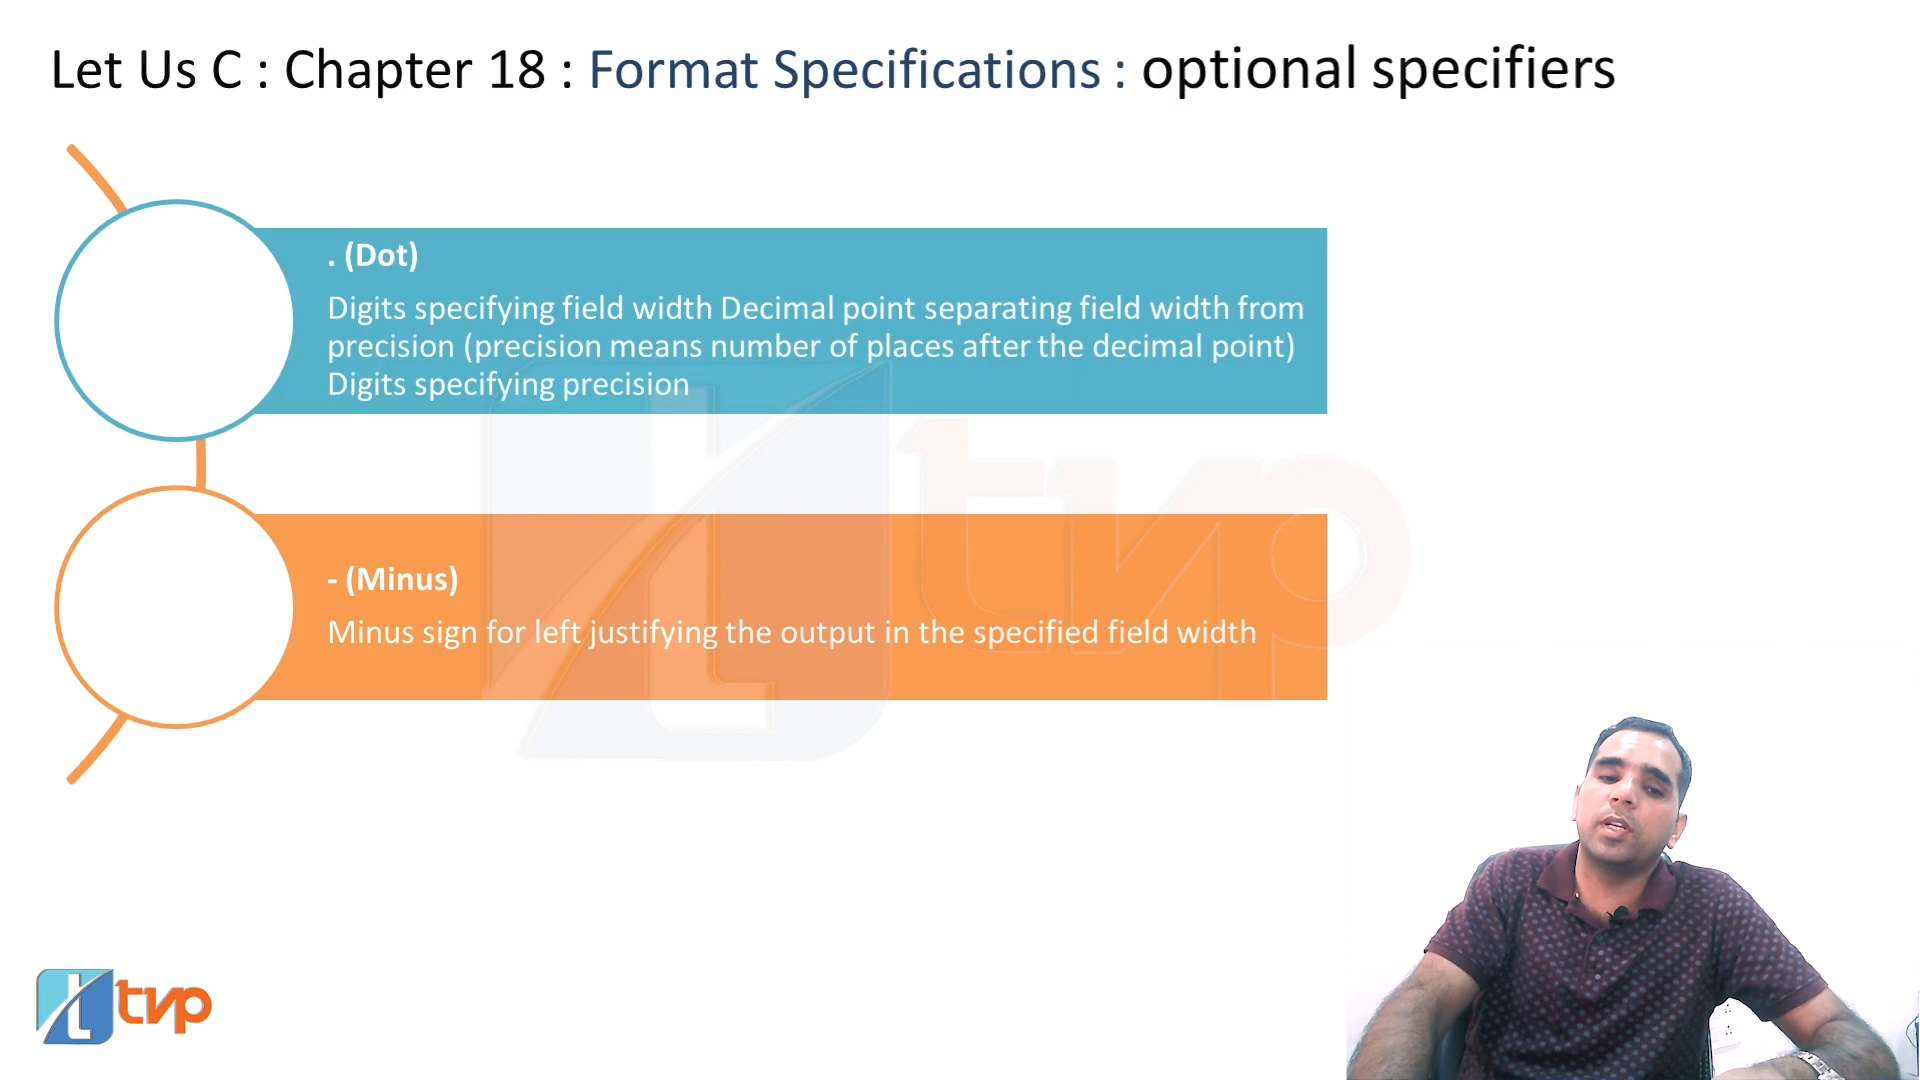 Let Us C : Chapter 18 : Format Specifications : optional specifiers
. (Dot)
Digits specifying field width Decimal point separating field width from
precision (precision means number of places after the decimal point)
Digits specifying precision
- (Minus)
Minus sign for left justifying the output in the specified field width
tvp
t
tvp